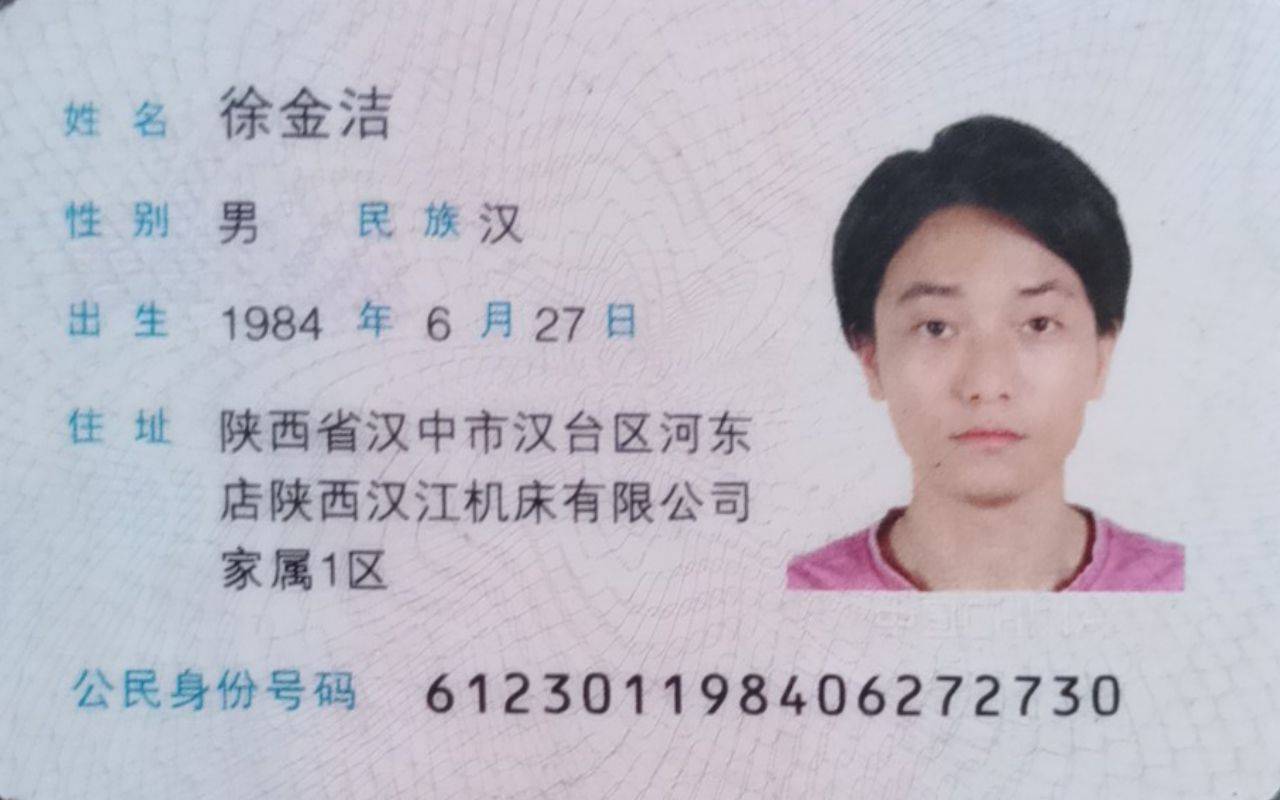 姓名 徐金洁
性别 男 民族 汉
出生 1984 年 6 月 27 日
住址 陕西省汉中市汉台区河东
店陕西汉江机床有限公司
家属1区
公民身份号码 612301198406272730